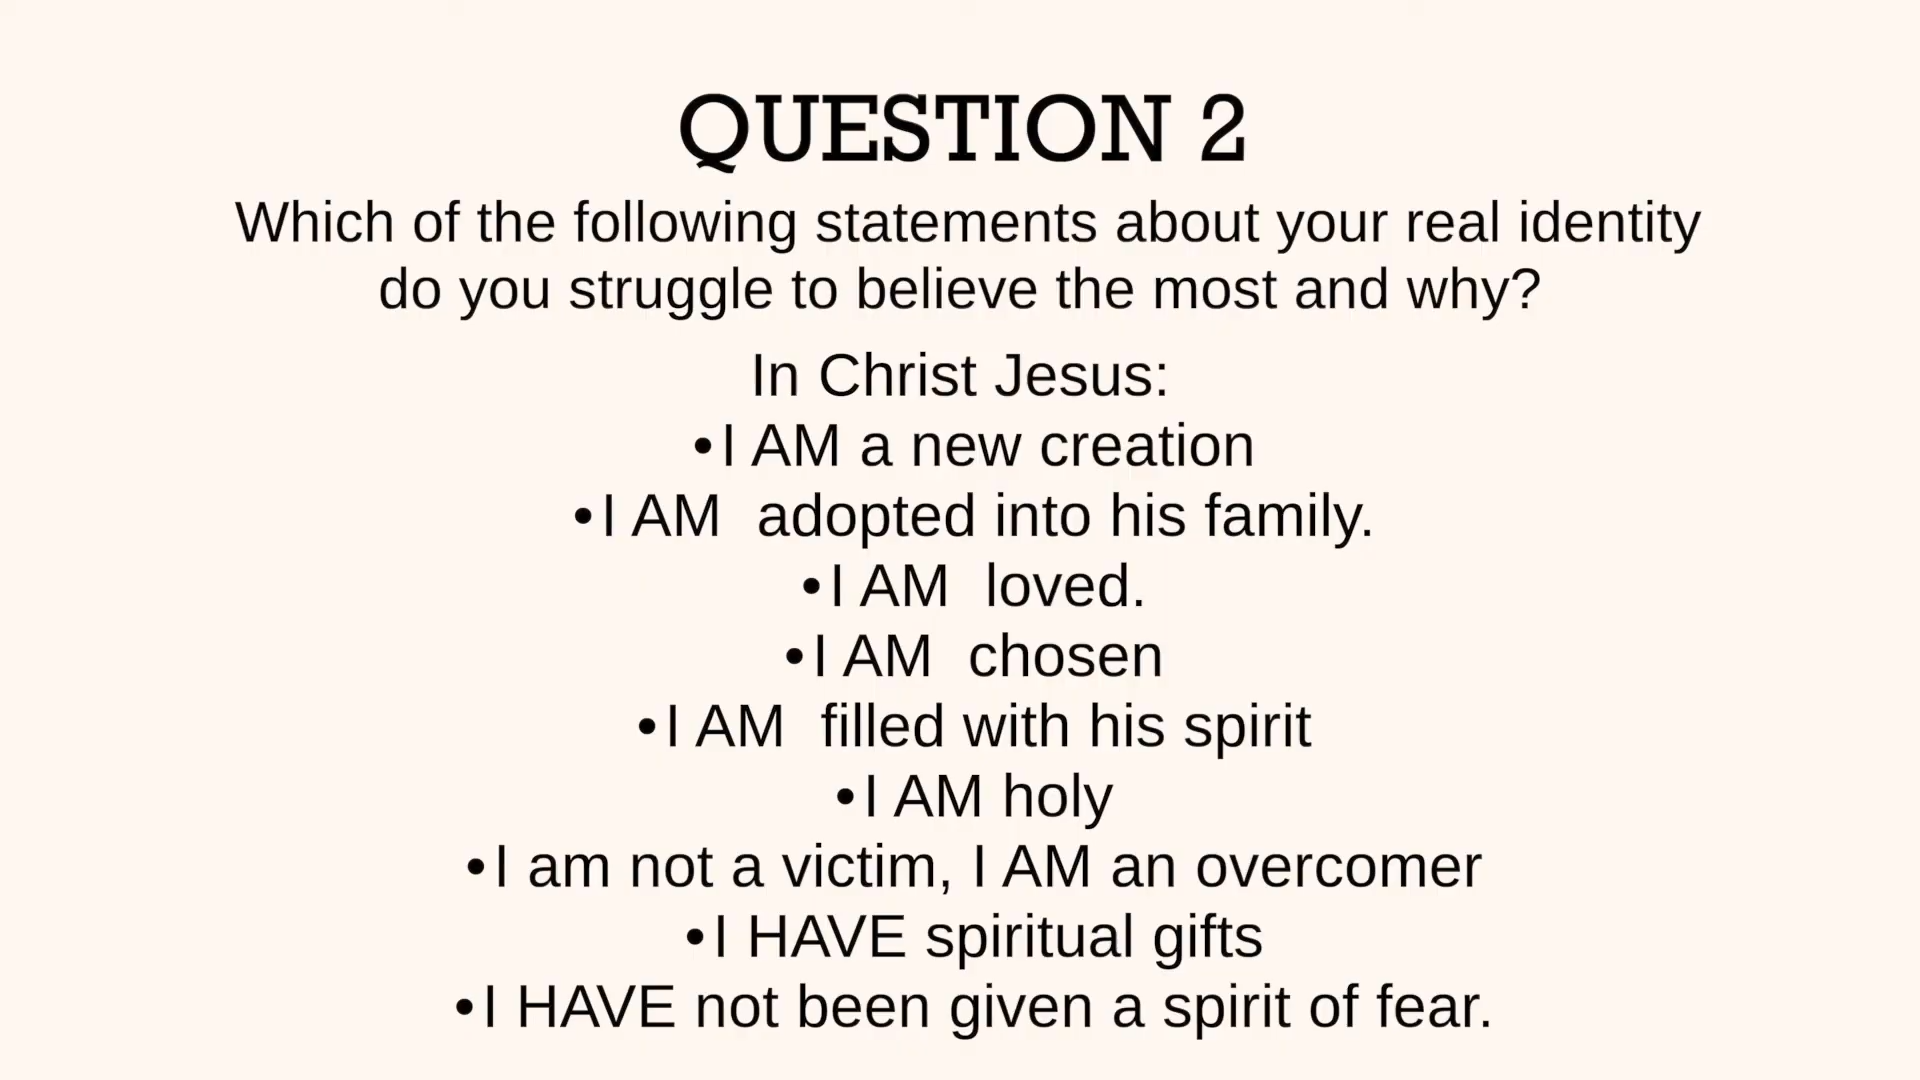 QUESTION 2
Which of the following statements about your real identity
do you struggle to believe the most and why?
In Christ Jesus:
•I AM a new creation
•I AM  adopted into his family.
•I AM  loved.
•I AM  chosen
•I AM  filled with his spirit
•I AM holy
•I am not a victim, I AM an overcomer
•I HAVE spiritual gifts
•I HAVE not been given a spirit of fear.